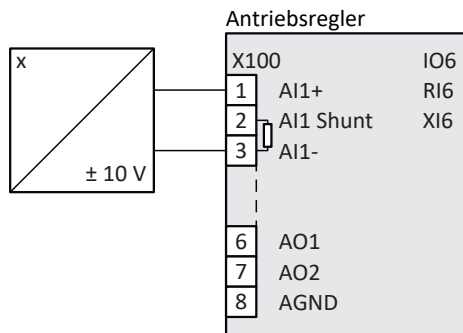 Antriebsregler
x
± 10 V
X100
IO6
1
AI1+
RI6
2
AI1 Shunt
XI6
3
AI1-
6
AO1
7
AO2
8
AGND